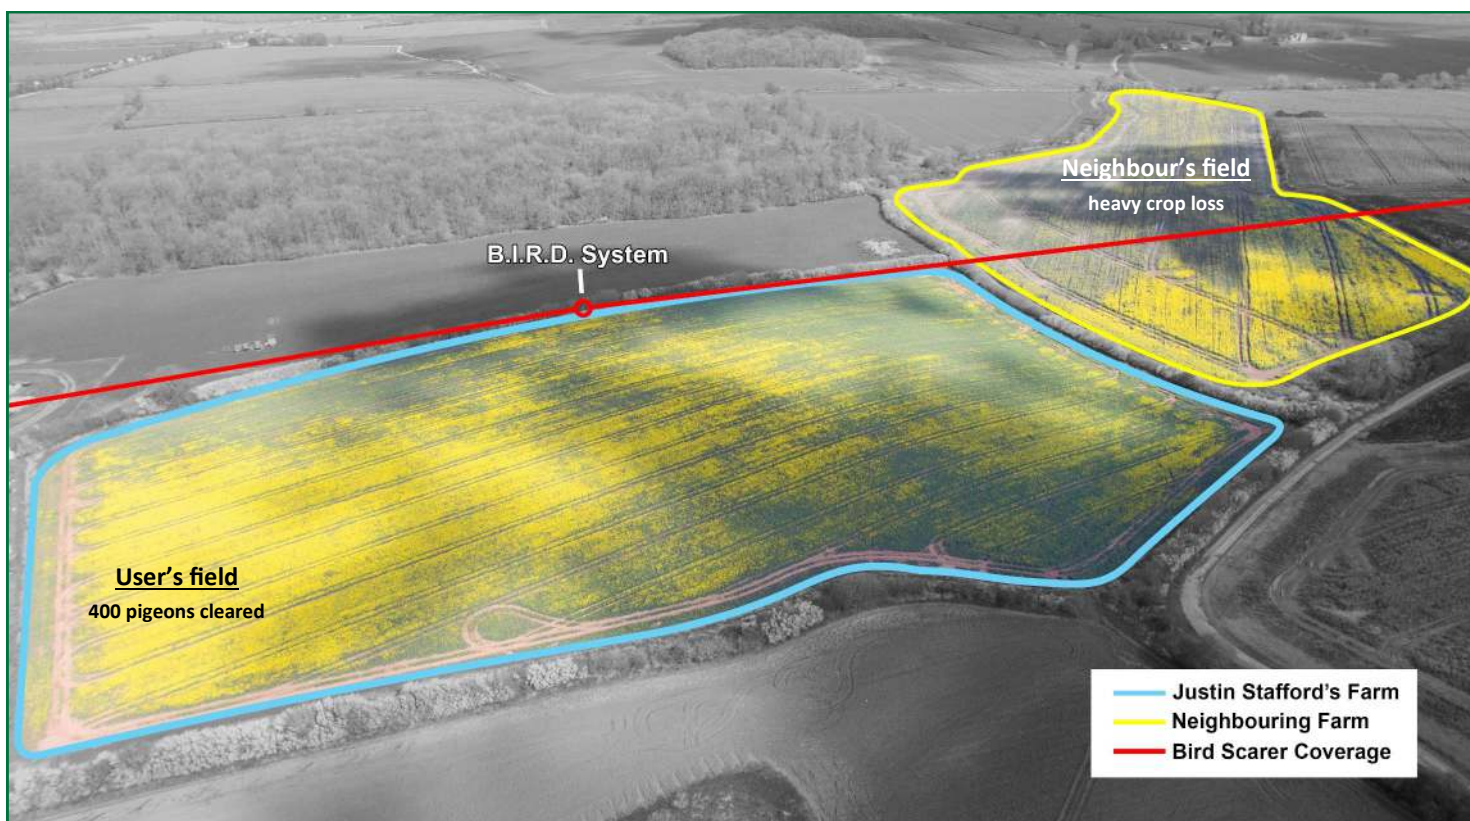 Neighbour's field
heavy crop loss
B.I.R.D. System
User's field
400 pigeons cleared
Justin Stafford's Farm
Neighbouring Farm
Bird Scarer Coverage